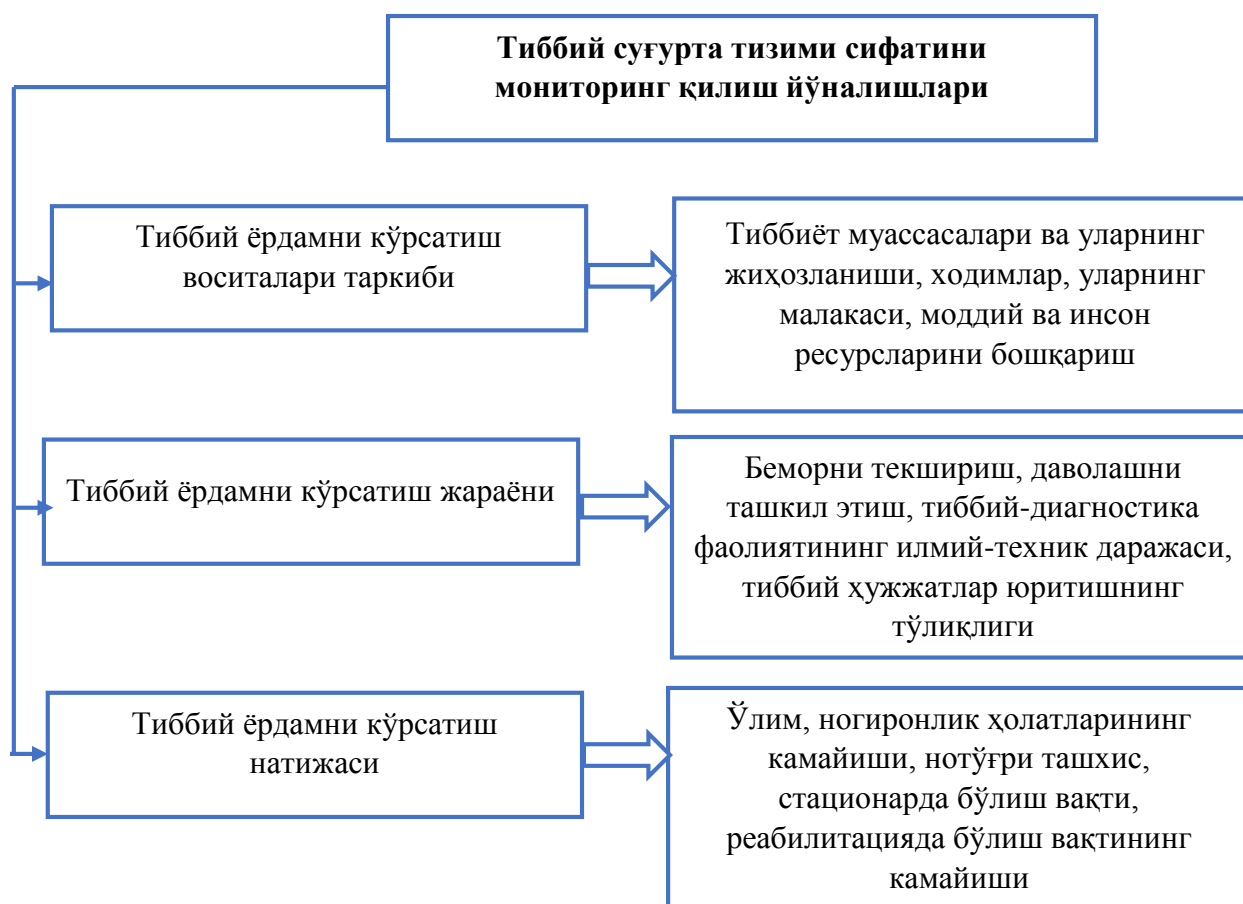 Тиббий суғурта тизими сифатини
мониторинг қилиш йўналишлари
Тиббий ёрдамни кўрсатиш
воситалари таркиби
Тиббиёт муассасалари ва уларнинг
жиҳозланиши, ходимлар, уларнинг
малакаси, моддий ва инсон
ресурсларини бошқариш
Тиббий ёрдамни кўрсатиш жараёни
Беморни текшириш, даволашни
ташкил этиш, тиббий-диагностика
фаолиятининг илмий-техник даражаси,
тиббий ҳужжатлар юритишнинг
тўлиқлиги
Тиббий ёрдамни кўрсатиш
натижаси
Ўлим, ногиронлик ҳолатларининг
камайиши, нотўғри ташхис,
стационарда бўлиш вақти,
реабилитацияда бўлиш вақтининг
камайиши